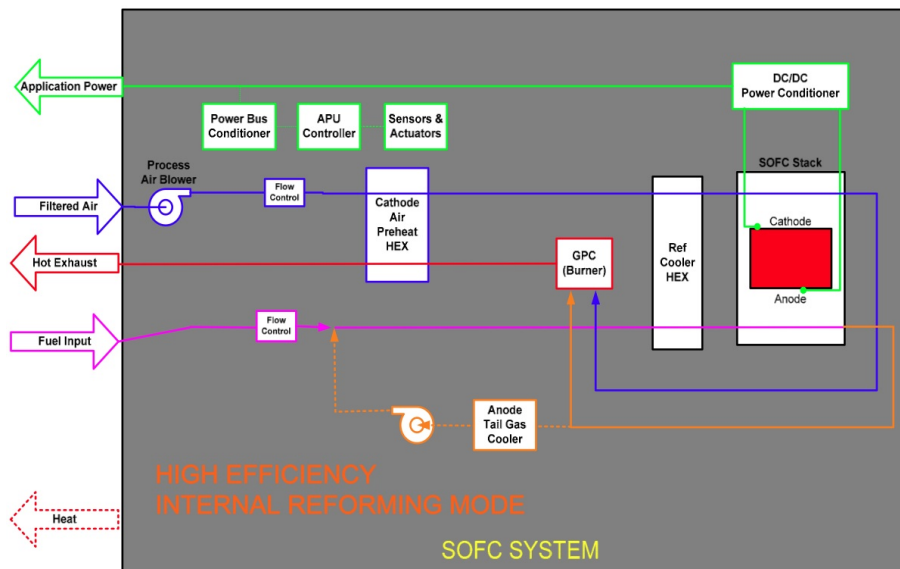 Application Power
Power Bus
Conditioner
APU
Controller
Sensors &
Actuators
DC/DC
Power Conditioner
Process
Air Blower
Filtered Air
Flow
Control
Cathode
Air
Preheat
HEX
SOFC Stack
Cathode
Anode
Hot Exhaust
GPC
(Burner)
Ref
Cooler
HEX
Fuel Input
Flow
Control
Anode
Tail Gas
Cooler
HIGH EFFICIENCY
INTERNAL REFORMING MODE
Heat
SOFC SYSTEM